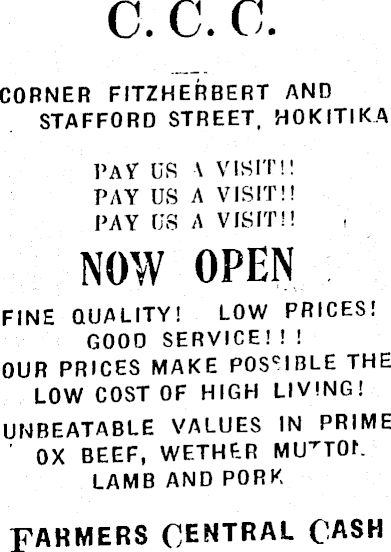 C. C. C.
CORNER FITZHERBERT AND
STAFFORD STREET, HOKITIKA
PAY US A VISIT!!
PAY US A VISIT!!
PAY US A VISIT!!
NOW OPEN
FINE QUALITY! LOW PRICES!
GOOD SERVICE!!!
OUR PRICES MAKE POSSIBLE THE
LOW COST OF HIGH LIVING!
UNBEATABLE VALUES IN PRIME
OX BEEF, WETHER MUTTON
LAMB AND PORK
FARMERS CENTRAL CASH